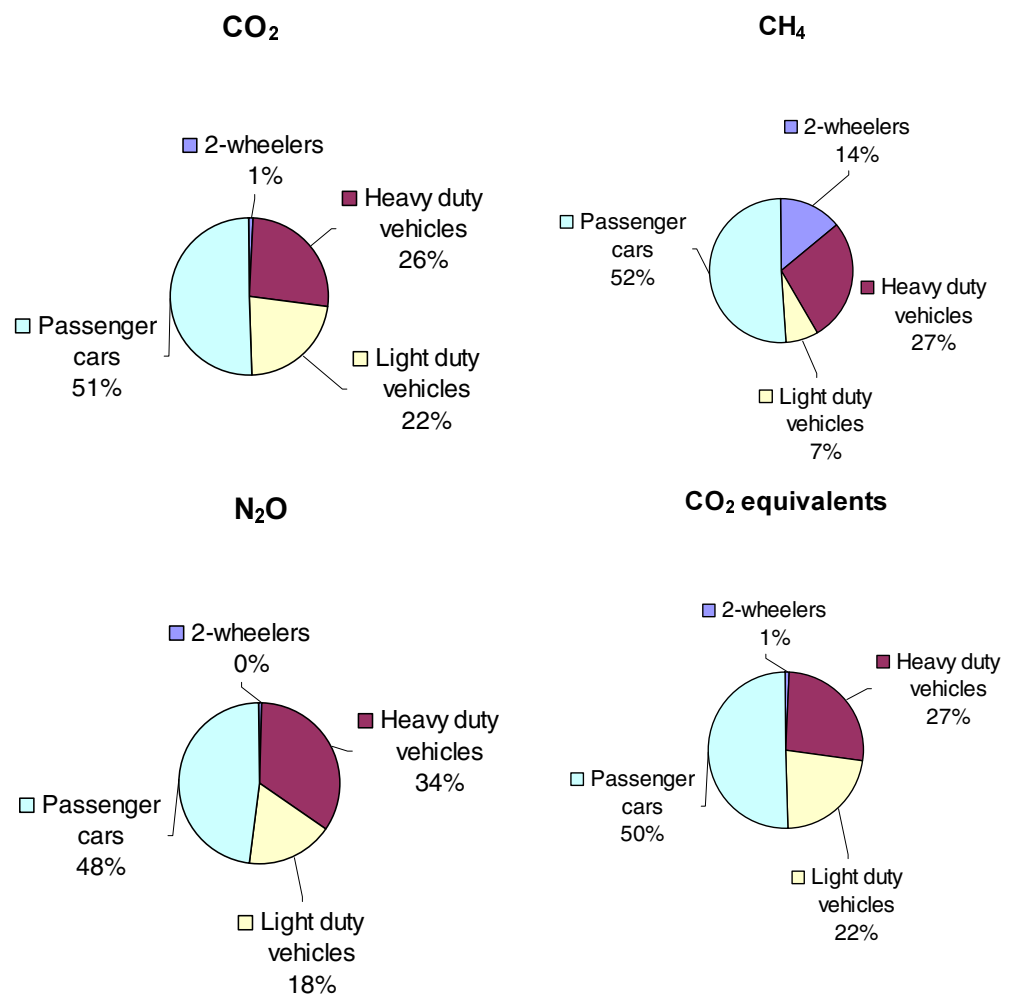 CO₂
2-wheelers
1%
Heavy duty
vehicles
26%
Light duty
vehicles
22%
Passenger
cars
51%
CH₄
2-wheelers
14%
Heavy duty
vehicles
27%
Light duty
vehicles
7%
Passenger
cars
52%
N₂O
2-wheelers
0%
Heavy duty
vehicles
34%
Light duty
vehicles
18%
Passenger
cars
48%
CO₂ equivalents
2-wheelers
1%
Heavy duty
vehicles
27%
Light duty
vehicles
22%
Passenger
cars
50%